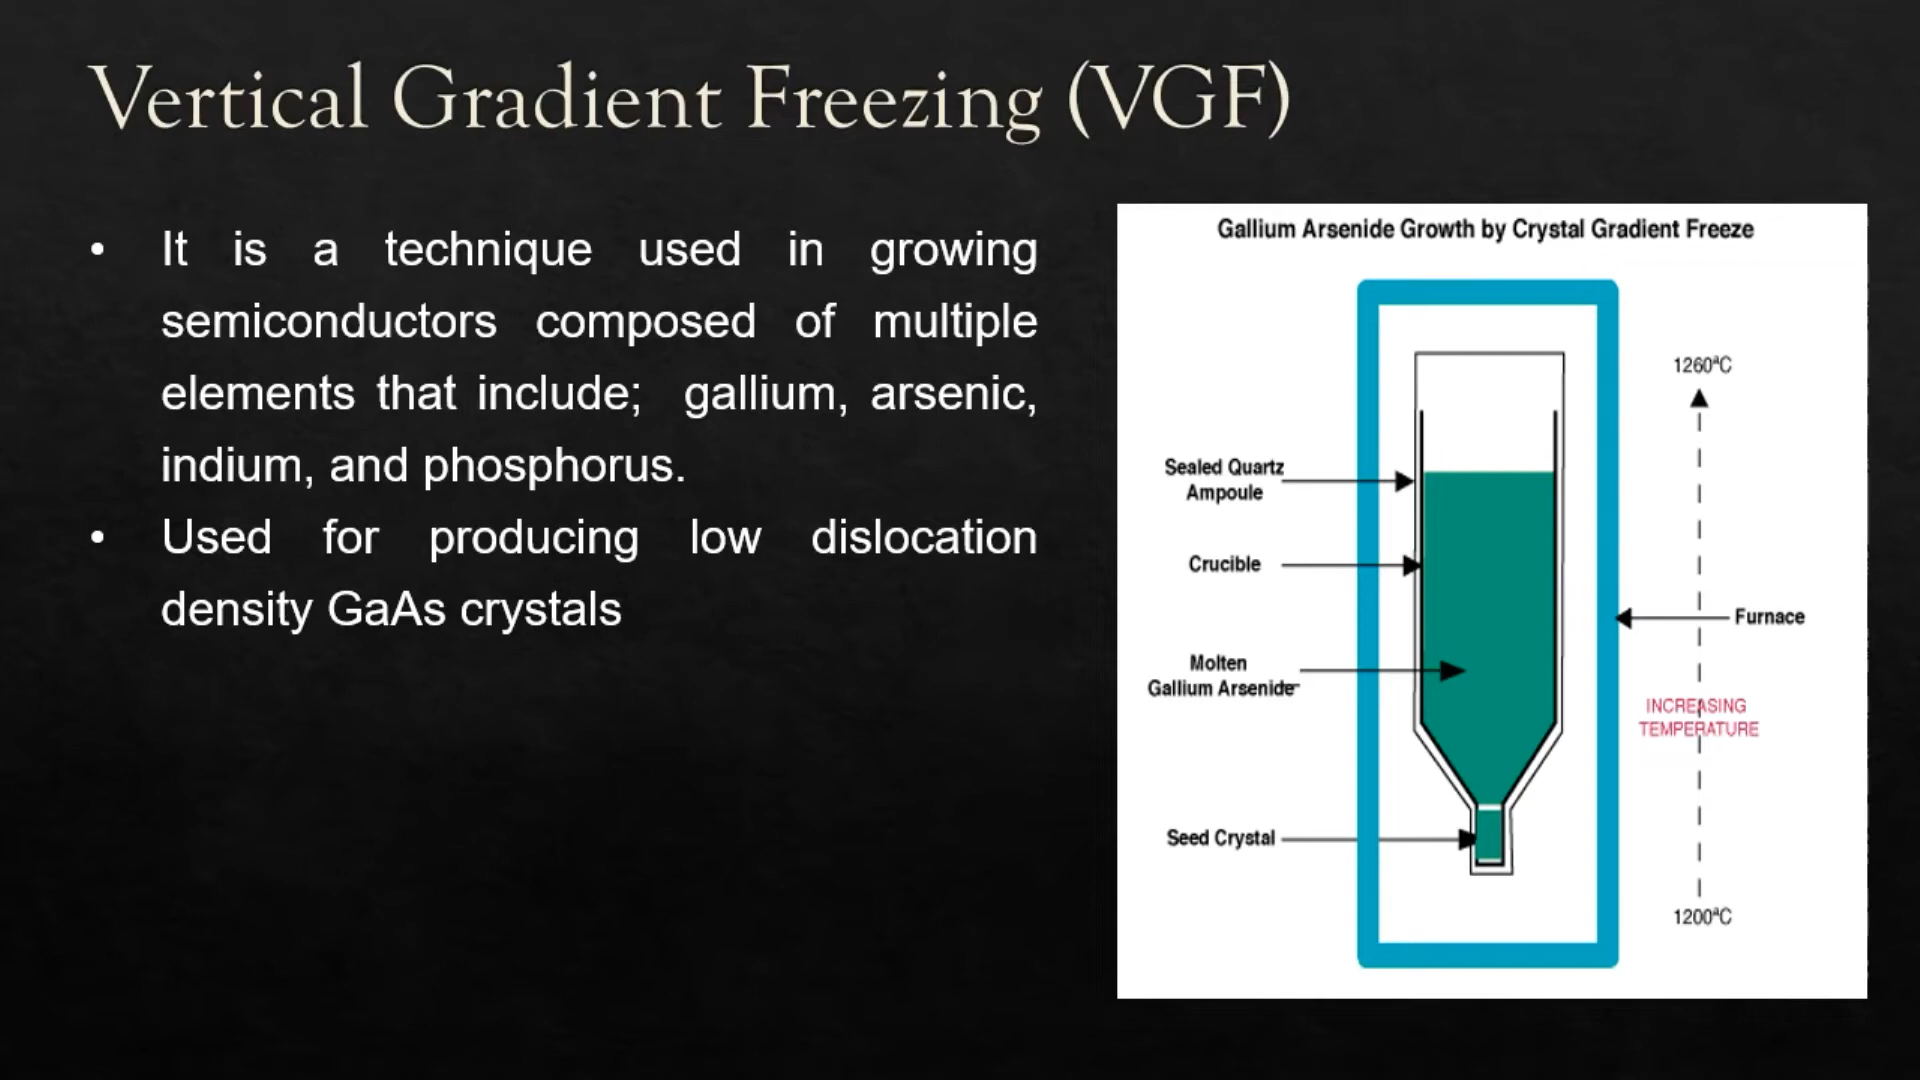 Vertical Gradient Freezing (VGF)
• It is a technique used in growing
semiconductors composed of multiple
elements that include; gallium, arsenic,
indium, and phosphorus.
• Used for producing low dislocation
density GaAs crystals
Gallium Arsenide Growth by Crystal Gradient Freeze
1260ªC
Sealed Quartz
Ampoule
Crucible
Furnace
Molten
Gallium Arsenide
INCREASING
TEMPERATURE
Seed Crystal
1200ªC